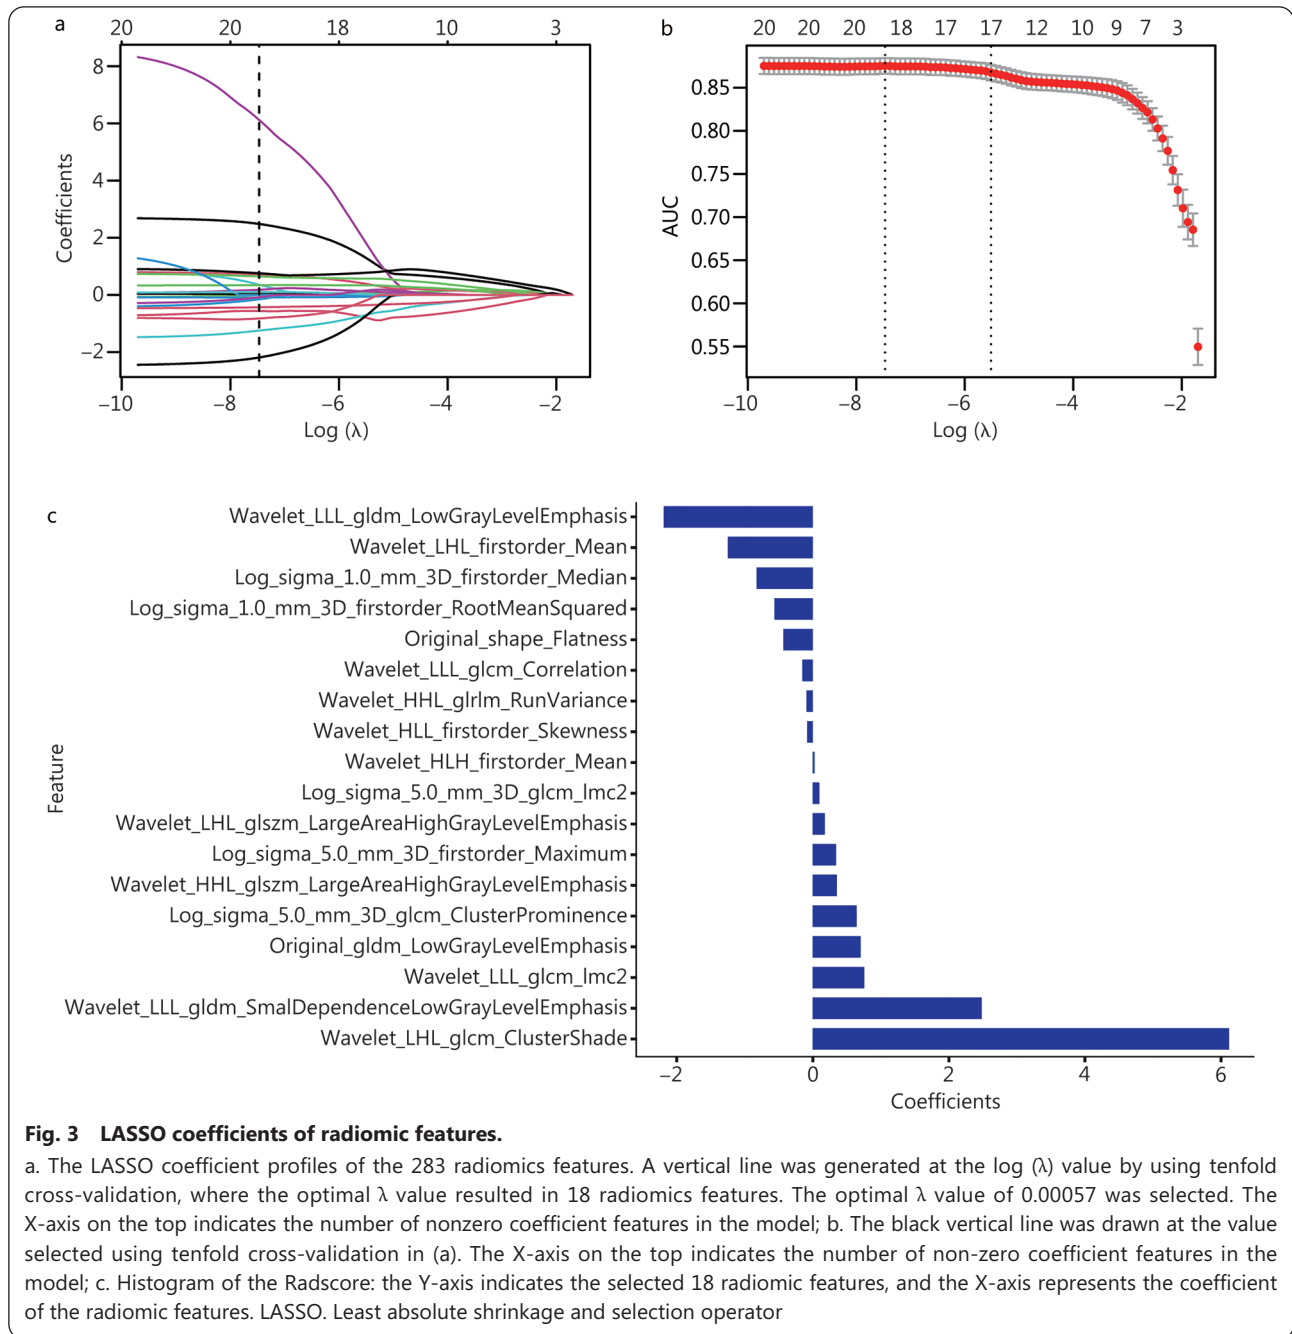 a
20 20 18 10 3
8
6
4
2
0
−2
Coefficients
−10 −8 −6 −4 −2
Log (λ)
b
20 20 20 18 17 17 12 10 9 7 3
0.85
0.80
0.75
0.70
0.65
0.60
0.55
AUC
−10 −8 −6 −4 −2
Log (λ)
c
Feature
Wavelet_LLL_gldm_LowGrayLevelEmphasis
Wavelet_LHL_firstorder_Mean
Log_sigma_1.0_mm_3D_firstorder_Median
Log_sigma_1.0_mm_3D_firstorder_RootMeanSquared
Original_shape_Flatness
Wavelet_LLL_glcm_Correlation
Wavelet_HHL_glrlm_RunVariance
Wavelet_HLL_firstorder_Skewness
Wavelet_HLH_firstorder_Mean
Log_sigma_5.0_mm_3D_glcm_lmc2
Wavelet_LHL_glszm_LargeAreaHighGrayLevelEmphasis
Log_sigma_5.0_mm_3D_firstorder_Maximum
Wavelet_HHL_glszm_LargeAreaHighGrayLevelEmphasis
Log_sigma_5.0_mm_3D_glcm_ClusterProminence
Original_gldm_LowGrayLevelEmphasis
Wavelet_LLL_glcm_lmc2
Wavelet_LLL_gldm_SmalDependenceLowGrayLevelEmphasis
Wavelet_LHL_glcm_ClusterShade
−2 0 2 4 6
Coefficients
Fig. 3 LASSO coefficients of radiomic features.
a. The LASSO coefficient profiles of the 283 radiomics features. A vertical line was generated at the log (λ) value by using tenfold
cross-validation, where the optimal λ value resulted in 18 radiomics features. The optimal λ value of 0.00057 was selected. The
X-axis on the top indicates the number of nonzero coefficient features in the model; b. The black vertical line was drawn at the value
selected using tenfold cross-validation in (a). The X-axis on the top indicates the number of non-zero coefficient features in the
model; c. Histogram of the Radscore: the Y-axis indicates the selected 18 radiomic features, and the X-axis represents the coefficient
of the radiomic features. LASSO. Least absolute shrinkage and selection operator